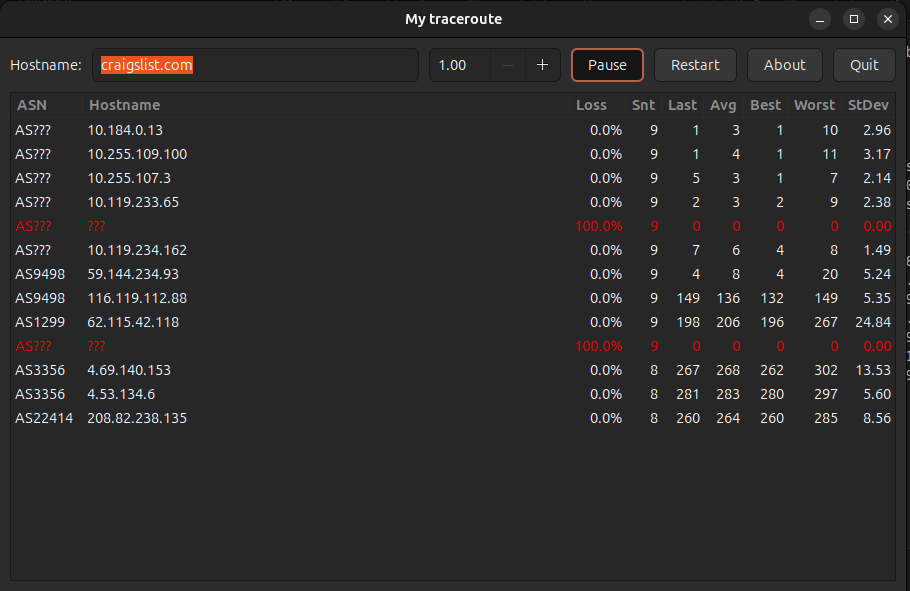 My traceroute
Hostname: craigslist.com 1.00 − + Pause Restart About Quit
ASN Hostname Loss Snt Last Avg Best Worst StDev
AS??? 10.184.0.13 0.0% 9 1 3 1 10 2.96
AS??? 10.255.109.100 0.0% 9 1 4 1 11 3.17
AS??? 10.255.107.3 0.0% 9 5 3 1 7 2.14
AS??? 10.119.233.65 0.0% 9 2 3 2 9 2.38
AS??? ??? 100.0% 9 0 0 0 0 0.00
AS??? 10.119.234.162 0.0% 9 7 6 4 8 1.49
AS9498 59.144.234.93 0.0% 9 4 8 4 20 5.24
AS9498 116.119.112.88 0.0% 9 149 136 132 149 5.35
AS1299 62.115.42.118 0.0% 9 198 206 196 267 24.84
AS??? ??? 100.0% 9 0 0 0 0 0.00
AS3356 4.69.140.153 0.0% 8 267 268 262 302 13.53
AS3356 4.53.134.6 0.0% 8 281 283 280 297 5.60
AS22414 208.82.238.135 0.0% 8 260 264 260 285 8.56